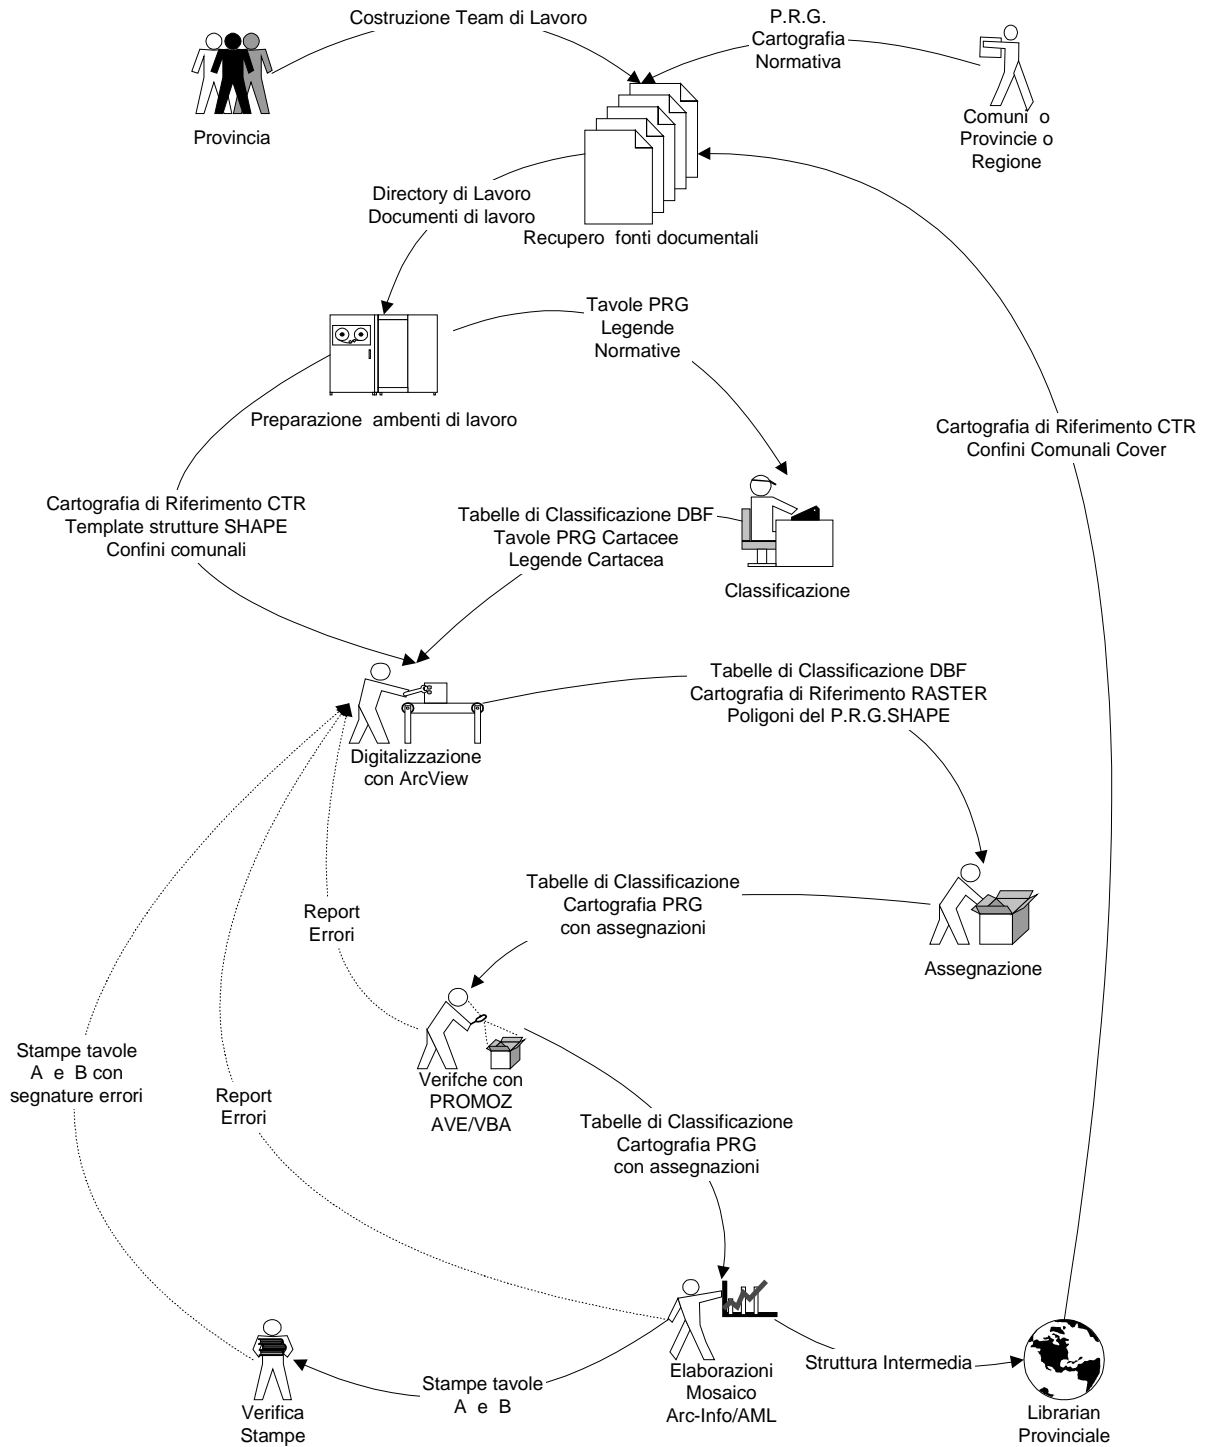 Costruzione Team di Lavoro
P.R.G.
Cartografia
Normativa
Provincia
Comuni o
Provincie o
Regione
Directory di Lavoro
Documenti di lavoro
Recupero fonti documentali
Tavole PRG
Legende
Normative
Preparazione ambenti di lavoro
Cartografia di Riferimento CTR
Confini Comunali Cover
Cartografia di Riferimento CTR
Template strutture SHAPE
Confini comunali
Tabelle di Classificazione DBF
Tavole PRG Cartacee
Legende Cartacea
Classificazione
Tabelle di Classificazione DBF
Cartografia di Riferimento RASTER
Poligoni del P.R.G.SHAPE
Digitalizzazione
con ArcView
Tabelle di Classificazione
Cartografia PRG
con assegnazioni
Report
Errori
Assegnazione
Stampe tavole
A e B con
segnature errori
Report
Errori
Verifche con
PROMOZ
AVE/VBA
Tabelle di Classificazione
Cartografia PRG
con assegnazioni
Struttura Intermedia
Elaborazioni
Mosaico
Arc-Info/AML
Stampe tavole
A e B
Verifica
Stampe
Librarian
Provinciale